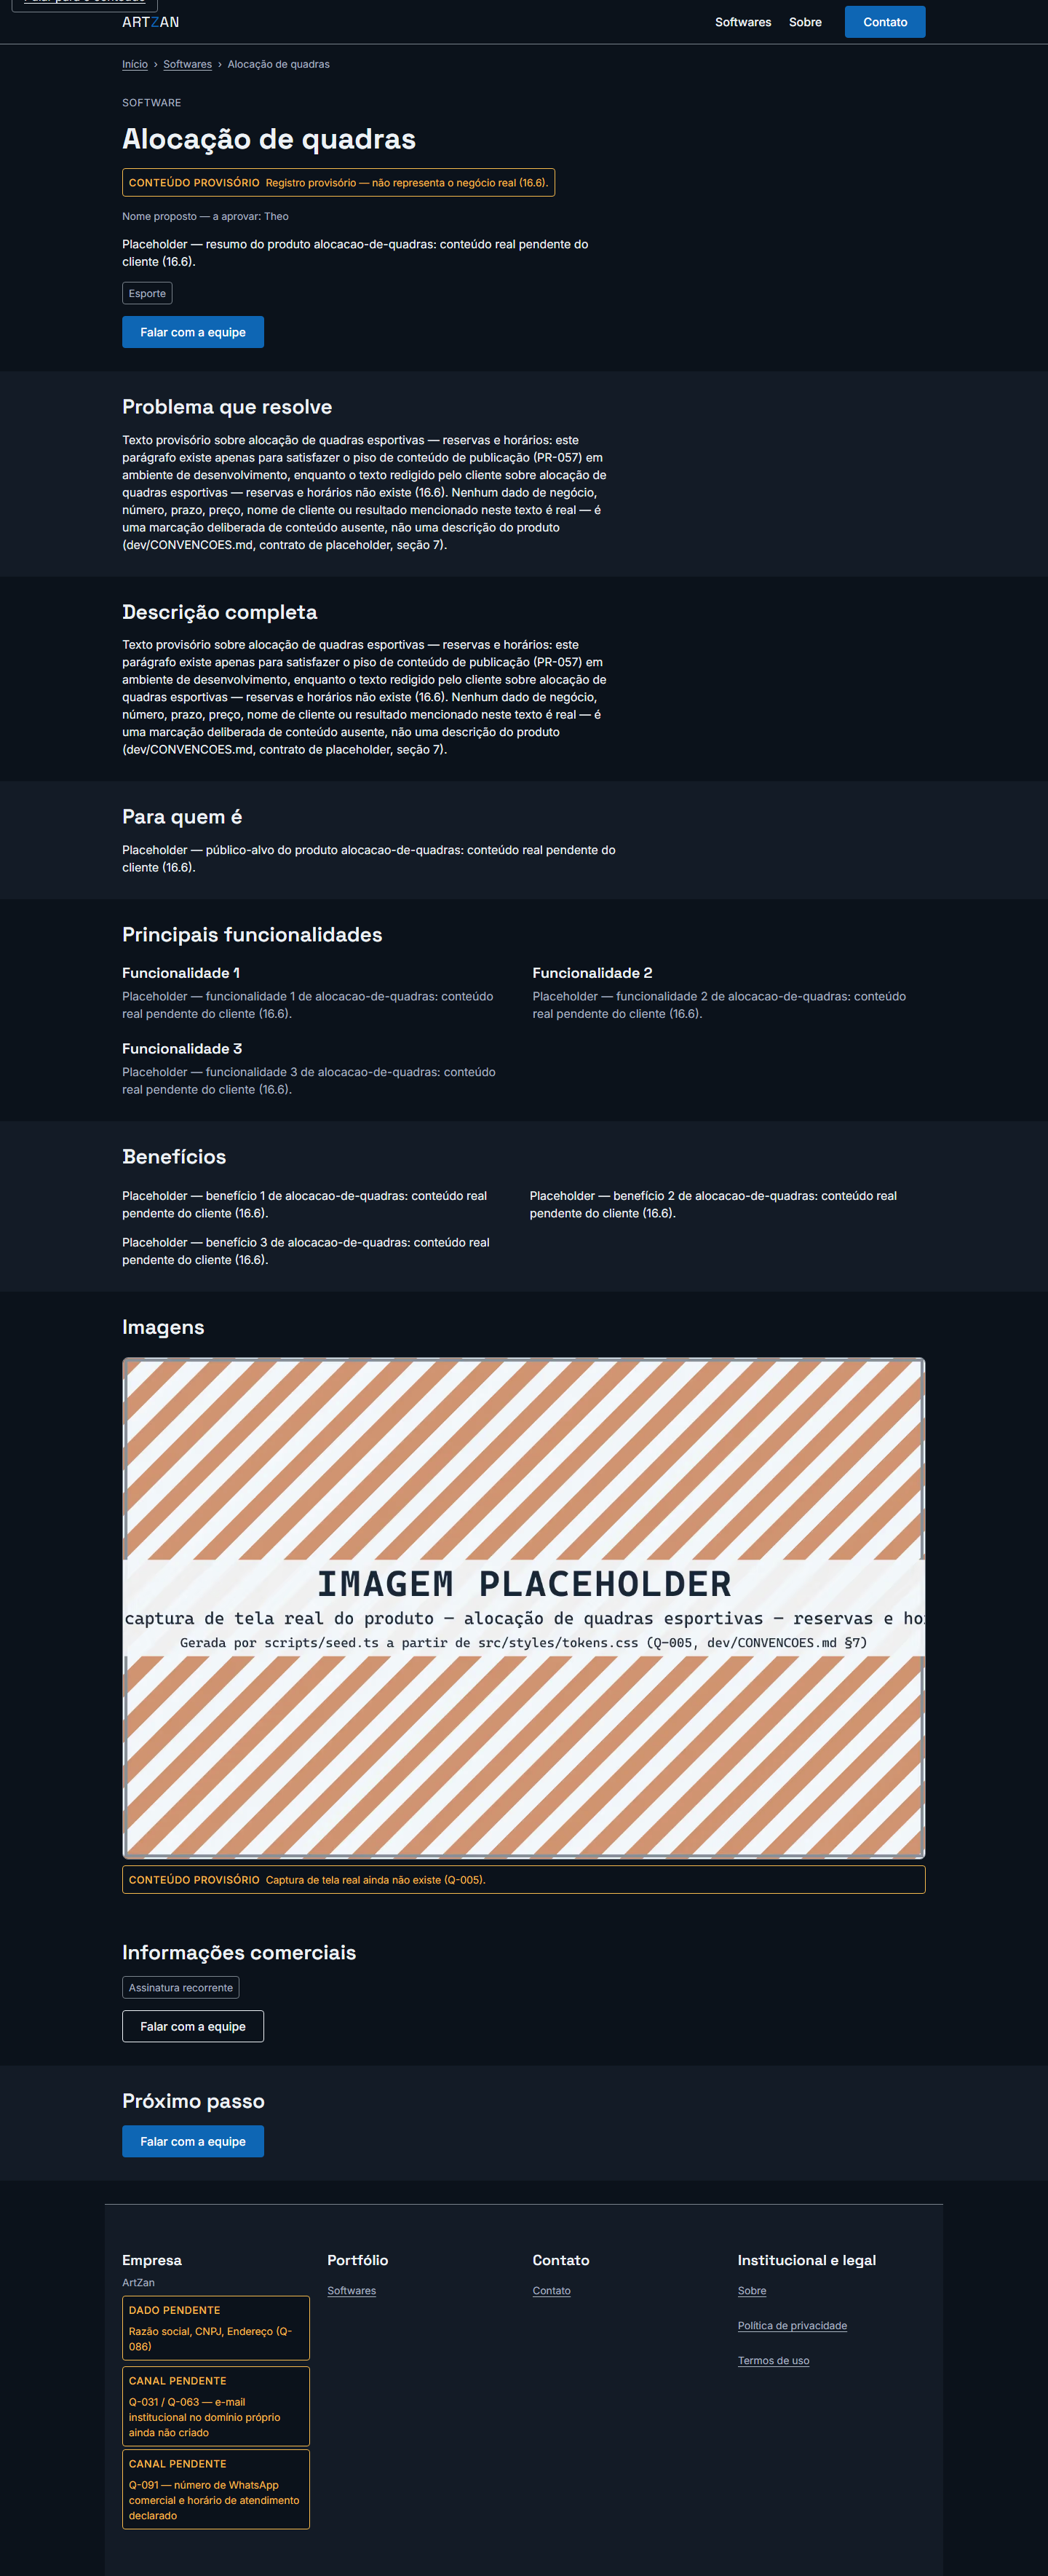 ARTZAN
Softwares
Sobre
Contato
Início › Softwares › Alocação de quadras
SOFTWARE
Alocação de quadras
CONTEÚDO PROVISÓRIO Registro provisório — não representa o negócio real (16.6).
Nome proposto — a aprovar: Theo
Placeholder — resumo do produto alocacao-de-quadras: conteúdo real pendente do
cliente (16.6).
Esporte
Falar com a equipe
Problema que resolve
Texto provisório sobre alocação de quadras esportivas — reservas e horários: este
parágrafo existe apenas para satisfazer o piso de conteúdo de publicação (PR-057) em
ambiente de desenvolvimento, enquanto o texto redigido pelo cliente sobre alocação de
quadras esportivas — reservas e horários não existe (16.6). Nenhum dado de negócio,
número, prazo, preço, nome de cliente ou resultado mencionado neste texto é real — é
uma marcação deliberada de conteúdo ausente, não uma descrição do produto
(dev/CONVENCOES.md, contrato de placeholder, seção 7).
Descrição completa
Texto provisório sobre alocação de quadras esportivas — reservas e horários: este
parágrafo existe apenas para satisfazer o piso de conteúdo de publicação (PR-057) em
ambiente de desenvolvimento, enquanto o texto redigido pelo cliente sobre alocação de
quadras esportivas — reservas e horários não existe (16.6). Nenhum dado de negócio,
número, prazo, preço, nome de cliente ou resultado mencionado neste texto é real — é
uma marcação deliberada de conteúdo ausente, não uma descrição do produto
(dev/CONVENCOES.md, contrato de placeholder, seção 7).
Para quem é
Placeholder — público-alvo do produto alocacao-de-quadras: conteúdo real pendente do
cliente (16.6).
Principais funcionalidades
Funcionalidade 1
Placeholder — funcionalidade 1 de alocacao-de-quadras: conteúdo
real pendente do cliente (16.6).
Funcionalidade 2
Placeholder — funcionalidade 2 de alocacao-de-quadras: conteúdo
real pendente do cliente (16.6).
Funcionalidade 3
Placeholder — funcionalidade 3 de alocacao-de-quadras: conteúdo
real pendente do cliente (16.6).
Benefícios
Placeholder — benefício 1 de alocacao-de-quadras: conteúdo real
pendente do cliente (16.6).
Placeholder — benefício 2 de alocacao-de-quadras: conteúdo real
pendente do cliente (16.6).
Placeholder — benefício 3 de alocacao-de-quadras: conteúdo real
pendente do cliente (16.6).
Imagens
IMAGEM PLACEHOLDER
captura de tela real do produto — alocação de quadras esportivas — reservas e
Gerada por scripts/seed.ts a partir de src/styles/tokens.css (Q-005, dev/CONVENCOES.md §7)
CONTEÚDO PROVISÓRIO Captura de tela real ainda não existe (Q-005).
Informações comerciais
Assinatura recorrente
Falar com a equipe
Próximo passo
Falar com a equipe
Empresa
ArtZan
DADO PENDENTE
Razão social, CNPJ, Endereço (Q-
086)
CANAL PENDENTE
Q-031 / Q-063 — e-mail
institucional no domínio próprio
ainda não criado
CANAL PENDENTE
Q-091 — número de WhatsApp
comercial e horário de atendimento
declarado
Portfólio
Softwares
Contato
Contato
Institucional e legal
Sobre
Política de privacidade
Termos de uso